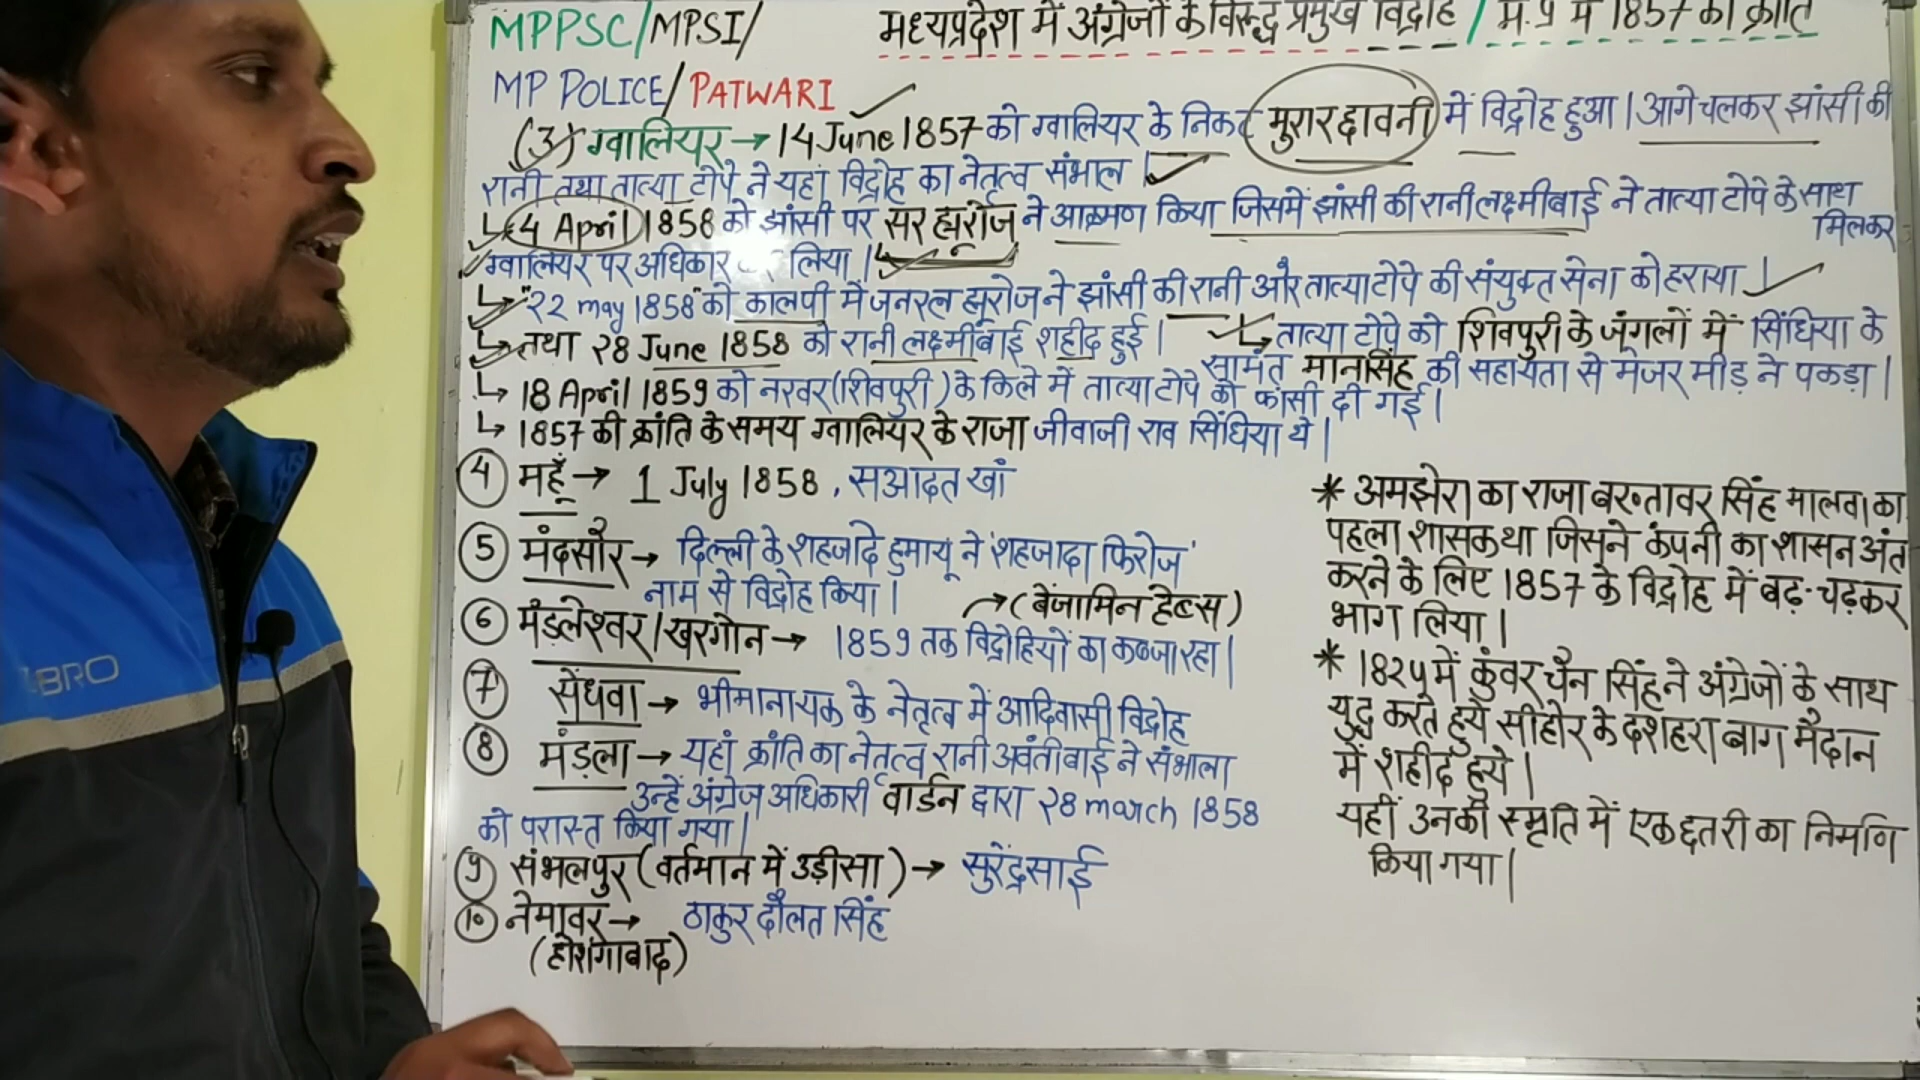 MPPSC/MPSI/ मध्यप्रदेश में अंग्रेजों के विरुद्ध प्रमुख विद्रोह / म.प्र में 1857 की क्रांति
MP POLICE/PATWARI
(3) ग्वालियर → 14 June 1857 को ग्वालियर के निकट मुरार छावनी में विद्रोह हुआ। आगे चलकर झांसी की
रानी तथा तात्या टोपे ने यहां विद्रोह का नेतृत्व संभाला
↳ 4 April 1858 को झांसी पर सर ह्यूरोज ने आक्रमण किया जिसमें झांसी की रानी लक्ष्मीबाई ने तात्या टोपे के साथ
मिलकर
ग्वालियर पर अधिकार लिया।
↳ "22 may 1858" को कालपी में जनरल ह्यूरोज ने झांसी की रानी और तात्या टोपे की संयुक्त सेना को हराया।
↳ तथा 28 June 1858 को रानी लक्ष्मीबाई शहीद हुई।
↳ तात्या टोपे को शिवपुरी के जंगलों में सिंधिया के
सामंत मानसिंह की सहायता से मेजर मीड़ ने पकड़ा।
↳ 18 April 1859 को नरवर (शिवपुरी) के किले में तात्या टोपे को फांसी दी गई।
↳ 1857 की क्रांति के समय ग्वालियर के राजा जीवाजी राव सिंधिया थे।
4 महूँ → 1 July 1858, सआदत खां
5 मंदसौर → दिल्ली के शहजादे हुमायू ने 'शहजादा फिरोज'
नाम से विद्रोह किया।
→ (बेंजामिन हेब्स)
6 मंडलेश्वर/खरगोन → 1859 तक विद्रोहियों का कब्जा रहा।
7 सेंधवा → भीमानायक के नेतृत्व में आदिवासी विद्रोह
8 मंड़ला → यहां क्रांति का नेतृत्व रानी अवंतीबाई ने संभाला
उन्हें अंग्रेज अधिकारी वार्डन द्वारा 28 march 1858
को परास्त किया गया।
9 संभलपुर (वर्तमान में उड़ीसा) → सुरेंद्रसाई
10 नेमावर → ठाकुर दौलत सिंह
(होशंगाबाद)
* अमझेरा का राजा बख्तावर सिंह मालवा का
पहला शासक था जिसने कंपनी का शासन अंत
करने के लिए 1857 के विद्रोह में बढ़-चढ़कर
भाग लिया।
* 1824 में कुंवर चैन सिंह ने अंग्रेजों के साथ
युद्ध करते हुये सीहोर के दशहरा बाग मैदान
में शहीद हुये।
यहीं उनकी स्मृति में एक छतरी का निर्माण
किया गया।
BRO